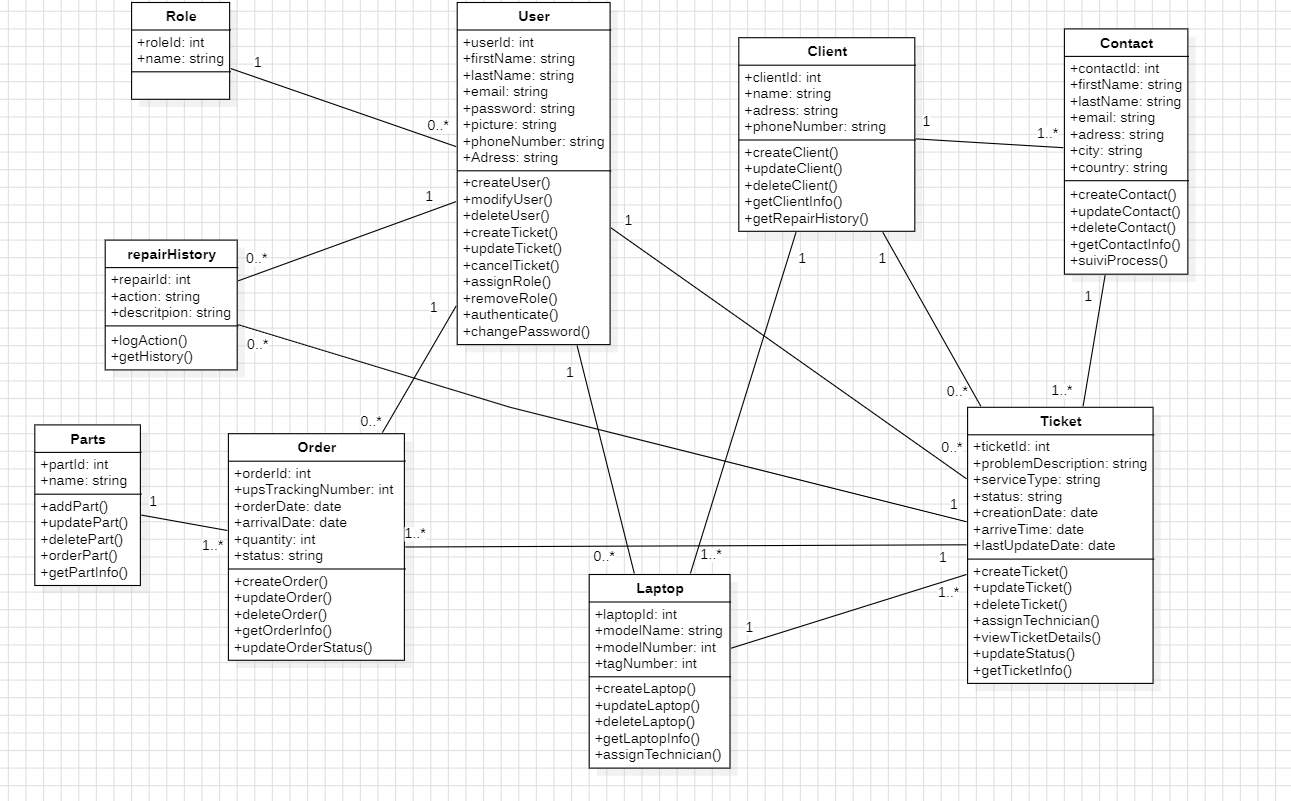 Role
+roleId: int
+name: string
User
+userId: int
+firstName: string
+lastName: string
+email: string
+password: string
+picture: string
+phoneNumber: string
+Adress: string
+createUser()
+modifyUser()
+deleteUser()
+createTicket()
+updateTicket()
+cancelTicket()
+assignRole()
+removeRole()
+authenticate()
+changePassword()
Client
+clientId: int
+name: string
+adress: string
+phoneNumber: string
+createClient()
+updateClient()
+deleteClient()
+getClientInfo()
+getRepairHistory()
Contact
+contactId: int
+firstName: string
+lastName: string
+email: string
+adress: string
+city: string
+country: string
+createContact()
+updateContact()
+deleteContact()
+getContactInfo()
+suiviProcess()
1
0..*
1
1..*
1
0..*
1
repairHistory
+repairId: int
+action: string
+descritpion: string
+logAction()
+getHistory()
0..*
1
0..*
1
1
1
1
0..*
1..*
0..*
1
Parts
+partId: int
+name: string
+addPart()
+updatePart()
+deletePart()
+orderPart()
+getPartInfo()
1
1..*
Order
+orderId: int
+upsTrackingNumber: int
+orderDate: date
+arrivalDate: date
+quantity: int
+status: string
+createOrder()
+updateOrder()
+deleteOrder()
+getOrderInfo()
+updateOrderStatus()
1..*
1
0..*
1..*
Laptop
+laptopId: int
+modelName: string
+modelNumber: int
+tagNumber: int
+createLaptop()
+updateLaptop()
+deleteLaptop()
+getLaptopInfo()
+assignTechnician()
1
1..*
Ticket
+ticketId: int
+problemDescription: string
+serviceType: string
+status: string
+creationDate: date
+arriveTime: date
+lastUpdateDate: date
+createTicket()
+updateTicket()
+deleteTicket()
+assignTechnician()
+viewTicketDetails()
+updateStatus()
+getTicketInfo()